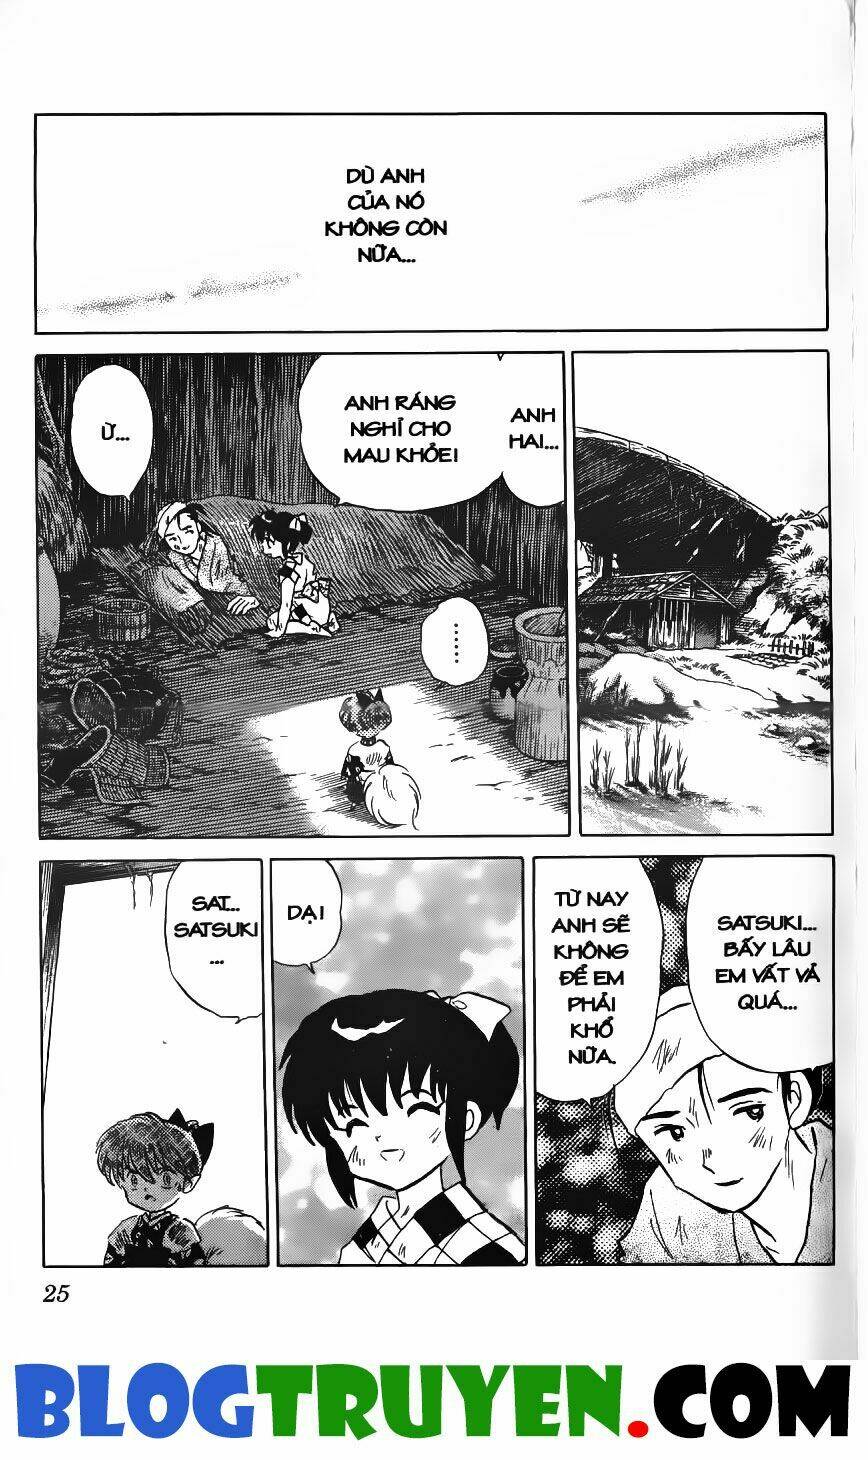 DÙ ANH
CỦA NÓ
KHÔNG CÒN
NỮA...
ANH
HAI...
ANH RÁNG
NGHỈ CHO
MAU KHỎE!
Ừ...
......
SATSUKI...
BẤY LÂU
EM VẤT VẢ
QUÁ...
TỪ NAY
ANH SẼ
KHÔNG
ĐỂ EM
PHẢI
KHỔ
NỮA.
DẠ!
SAT...
SATSUKI
...
25
BLOGTRUYEN.COM